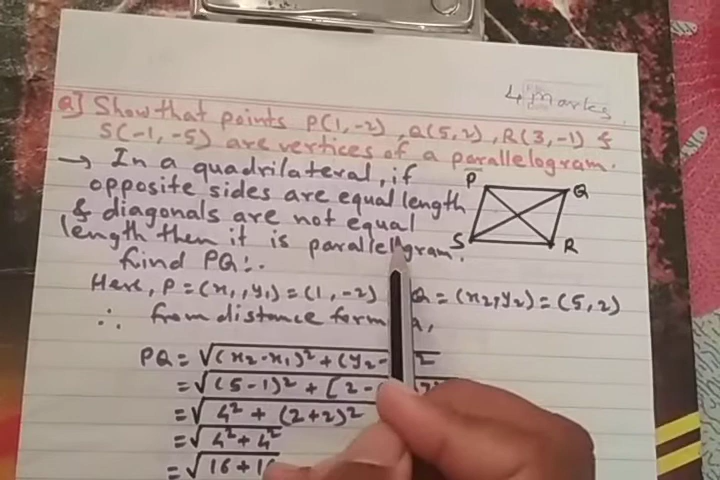 4 marks.
Q] Show that points P(1,-2), Q(5,2), R(3,-1) &
S(-1,-5) are vertices of a parallelogram.
→ In a quadrilateral, if
opposite sides are equal length
& diagonals are not equal
length then it is parallelogram.
P
Q
S
R
find PQ:.
Here, P = (x₁,y₁) = (1,-2) Q = (x₂,y₂) = (5,2)
∴ from distance
PQ = √(x₂-x₁)² + (y₂-
= √(5-1)² + [2-
= √4² + (2+2)²
= √4² + 4²
= √16 +